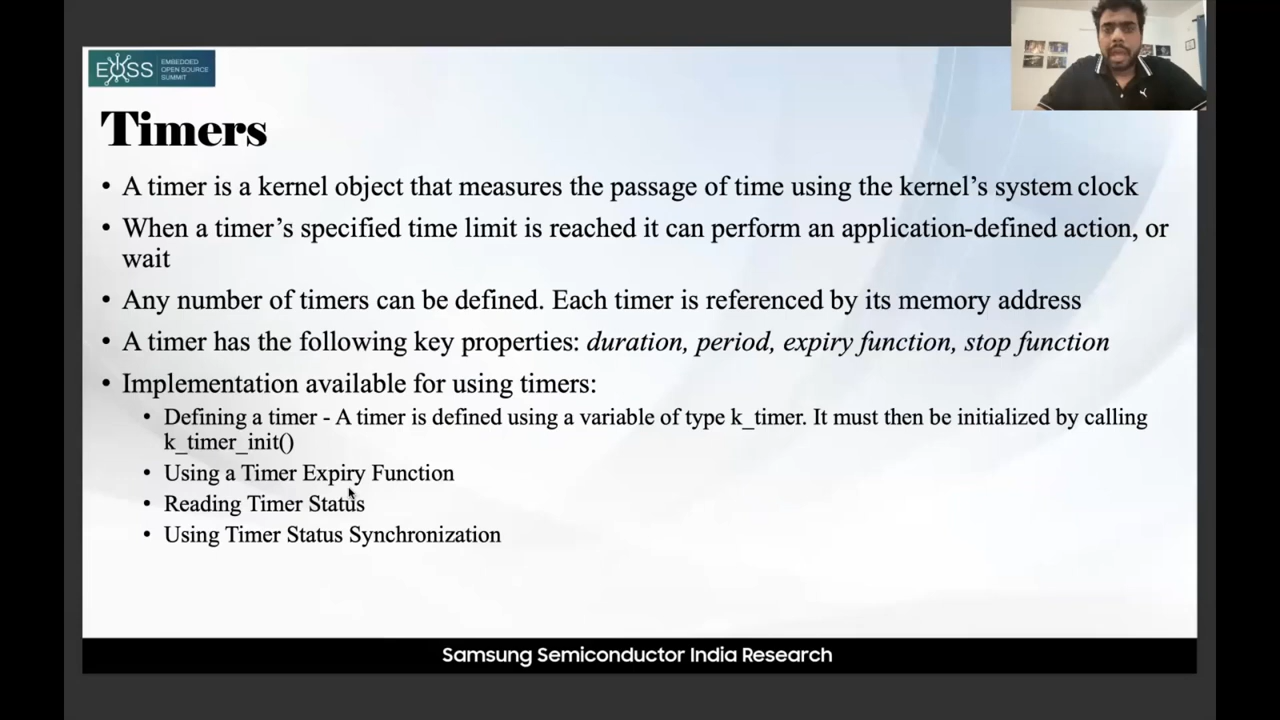 EOSS
EMBEDDED
OPEN SOURCE
SUMMIT
Timers
• A timer is a kernel object that measures the passage of time using the kernel’s system clock
• When a timer’s specified time limit is reached it can perform an application-defined action, or
wait
• Any number of timers can be defined. Each timer is referenced by its memory address
• A timer has the following key properties: duration, period, expiry function, stop function
• Implementation available for using timers:
• Defining a timer - A timer is defined using a variable of type k_timer. It must then be initialized by calling
k_timer_init()
• Using a Timer Expiry Function
• Reading Timer Status
• Using Timer Status Synchronization
Samsung Semiconductor India Research